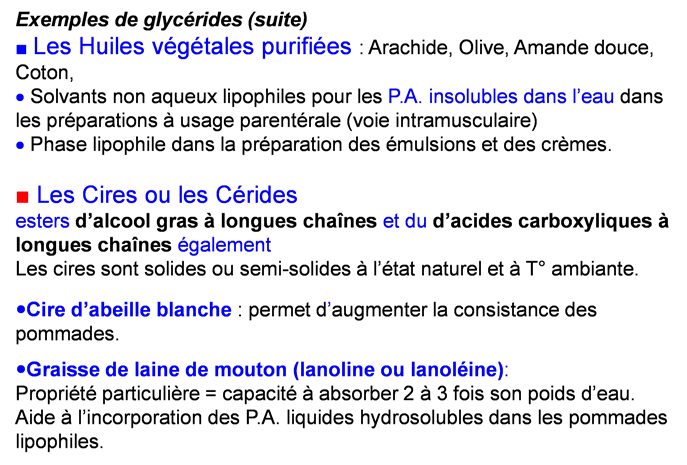 Exemples de glycérides (suite)
■ Les Huiles végétales purifiées : Arachide, Olive, Amande douce,
Coton,
• Solvants non aqueux lipophiles pour les P.A. insolubles dans l'eau dans
les préparations à usage parentérale (voie intramusculaire)
• Phase lipophile dans la préparation des émulsions et des crèmes.
■ Les Cires ou les Cérides
esters d'alcool gras à longues chaînes et du d'acides carboxyliques à
longues chaînes également
Les cires sont solides ou semi-solides à l'état naturel et à T° ambiante.
•Cire d'abeille blanche : permet d'augmenter la consistance des
pommades.
•Graisse de laine de mouton (lanoline ou lanoléine):
Propriété particulière = capacité à absorber 2 à 3 fois son poids d'eau.
Aide à l'incorporation des P.A. liquides hydrosolubles dans les pommades
lipophiles.